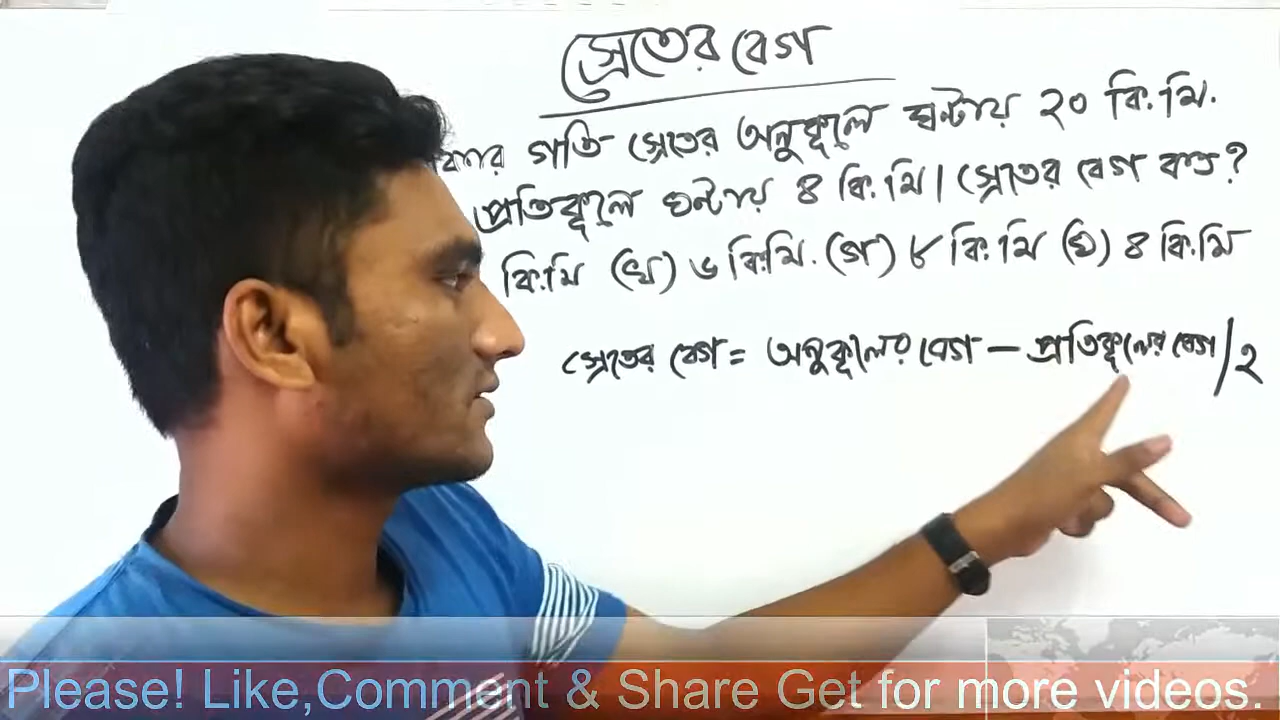 স্রেতের বেগ
গতি স্রেতের অনুকূলে ঘন্টায় ২০ কি.মি.
প্রতিকূলে ঘন্টায় ৪ কি.মি। স্রেতের বেগ কত?
কি.মি (খ) ৬ কি.মি. (গ) ৮ কি.মি (ঘ) ৪ কি.মি
স্রেতের বেগ = অনুকূলের বেগ – প্রতিকূলের বেগ/২
Please! Like,Comment & Share Get for more videos.